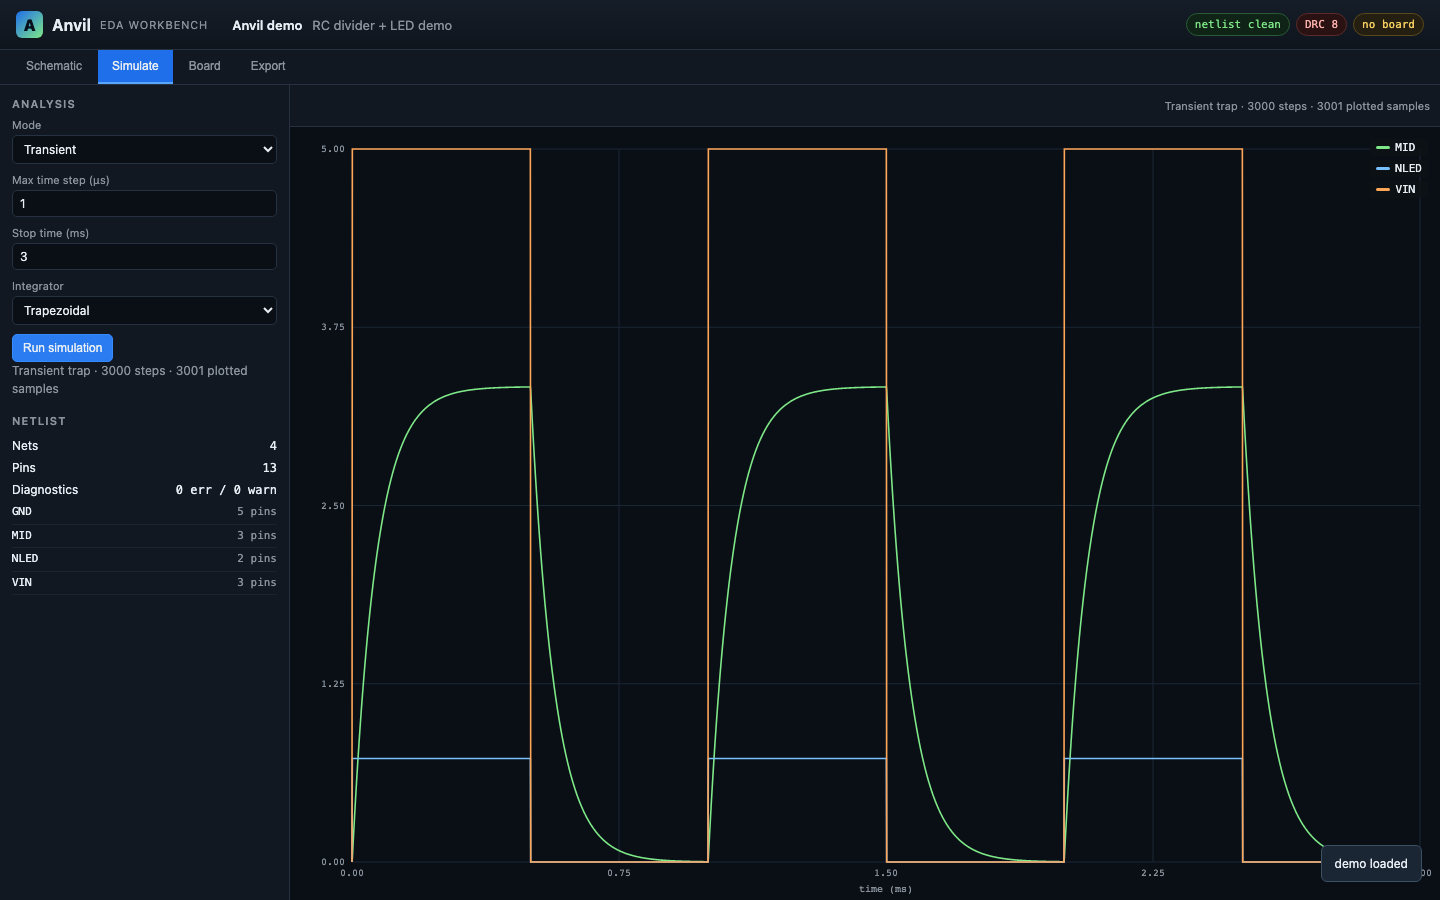 A Anvil EDA WORKBENCH Anvil demo RC divider + LED demo netlist clean DRC 8 no board
Schematic Simulate Board Export
ANALYSIS
Mode
Transient
Max time step (µs)
1
Stop time (ms)
3
Integrator
Trapezoidal
Run simulation
Transient trap · 3000 steps · 3001 plotted
samples
NETLIST
Nets 4
Pins 13
Diagnostics 0 err / 0 warn
GND 5 pins
MID 3 pins
NLED 2 pins
VIN 3 pins
Transient trap · 3000 steps · 3001 plotted samples
MID
NLED
VIN
5.00
3.75
2.50
1.25
0.00
0.00 0.75 1.50 2.25 00
time (ms)
demo loaded